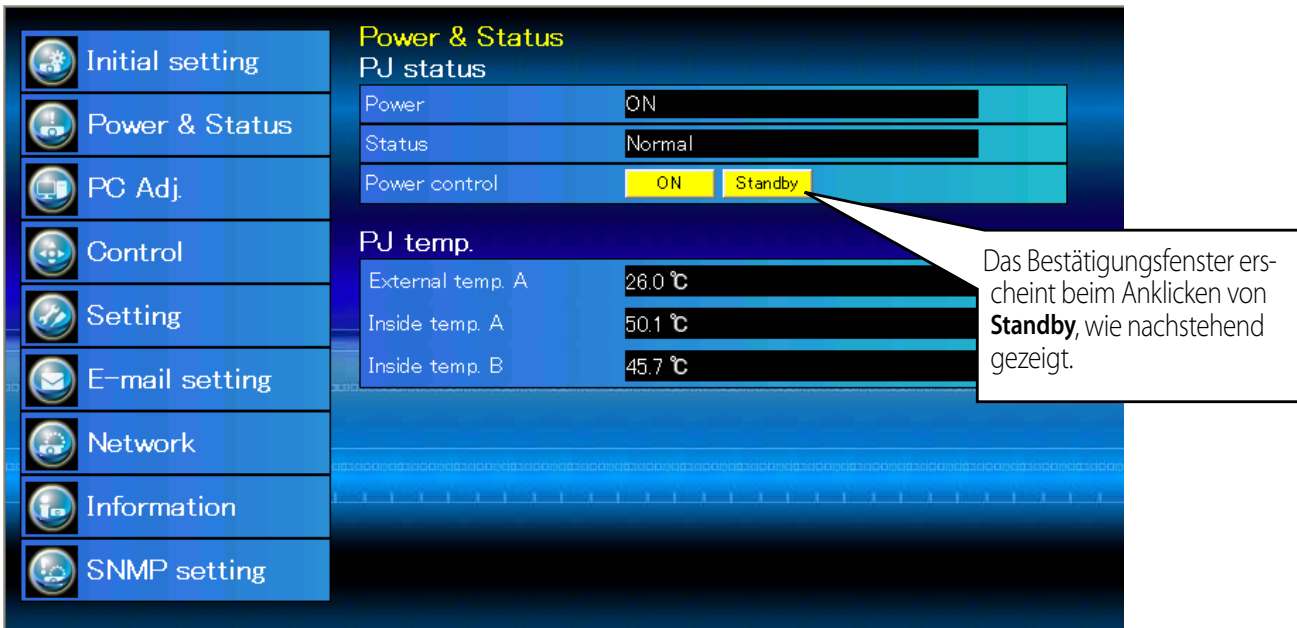 Initial setting
Power & Status
PC Adj.
Control
Setting
E-mail setting
Network
Information
SNMP setting
Power & Status
PJ status
Power ON
Status Normal
Power control ON Standby
PJ temp.
External temp. A 26.0 ℃
Inside temp. A 50.1 ℃
Inside temp. B 45.7 ℃
Das Bestätigungsfenster ers-
cheint beim Anklicken von
Standby, wie nachstehend
gezeigt.